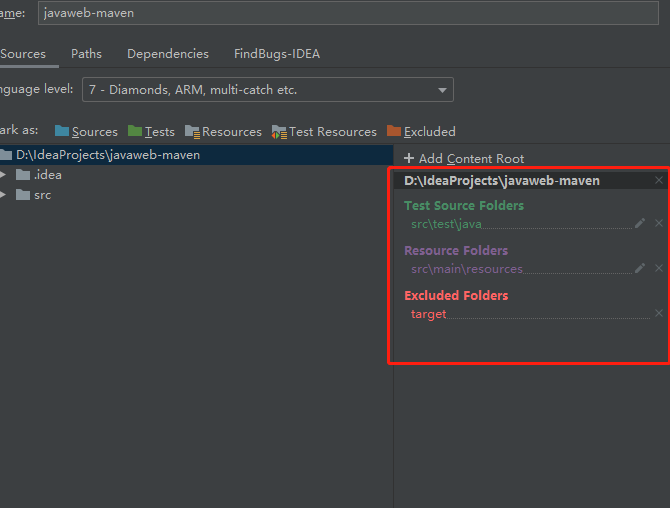 ame: javaweb-maven
Sources Paths Dependencies FindBugs-IDEA
nguage level: 7 - Diamonds, ARM, multi-catch etc.
ark as: Sources Tests Resources Test Resources Excluded
D:\IdeaProjects\javaweb-maven
.idea
src
+ Add Content Root
D:\IdeaProjects\javaweb-maven
Test Source Folders
src\test\java
Resource Folders
src\main\resources
Excluded Folders
target